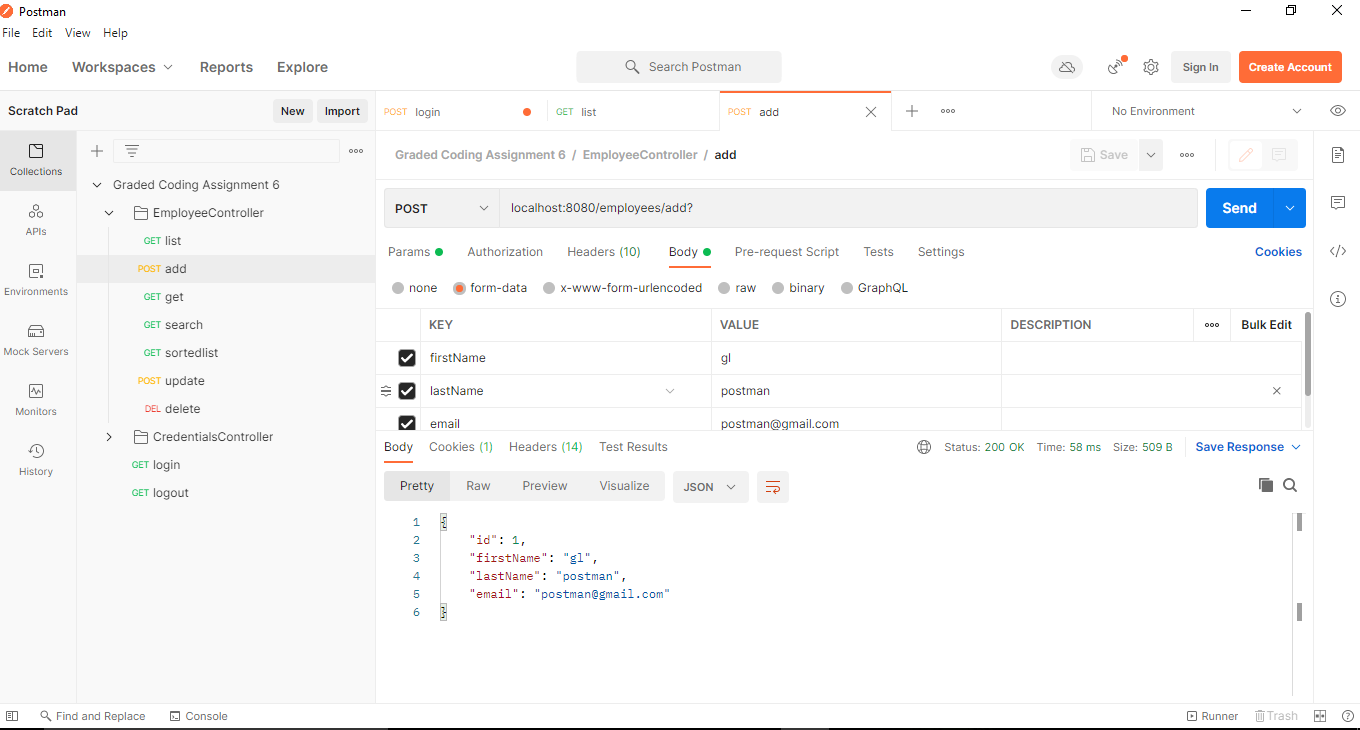 Postman
File Edit View Help
Home Workspaces Reports Explore Search Postman Sign In Create Account
Scratch Pad New Import
POST login GET list POST add No Environment
Collections
APIs
Environments
Mock Servers
Monitors
History
Graded Coding Assignment 6
EmployeeController
GET list
POST add
GET get
GET search
GET sortedlist
POST update
DEL delete
CredentialsController
GET login
GET logout
Graded Coding Assignment 6 / EmployeeController / add Save
POST localhost:8080/employees/add? Send
Params Authorization Headers (10) Body Pre-request Script Tests Settings Cookies
none form-data x-www-form-urlencoded raw binary GraphQL
KEY VALUE DESCRIPTION Bulk Edit
firstName gl
lastName postman
email postman@gmail.com
Body Cookies (1) Headers (14) Test Results Status: 200 OK Time: 58 ms Size: 509 B Save Response
Pretty Raw Preview Visualize JSON
1 {
2 "id": 1,
3 "firstName": "gl",
4 "lastName": "postman",
5 "email": "postman@gmail.com"
6 }
Find and Replace Console Runner Trash